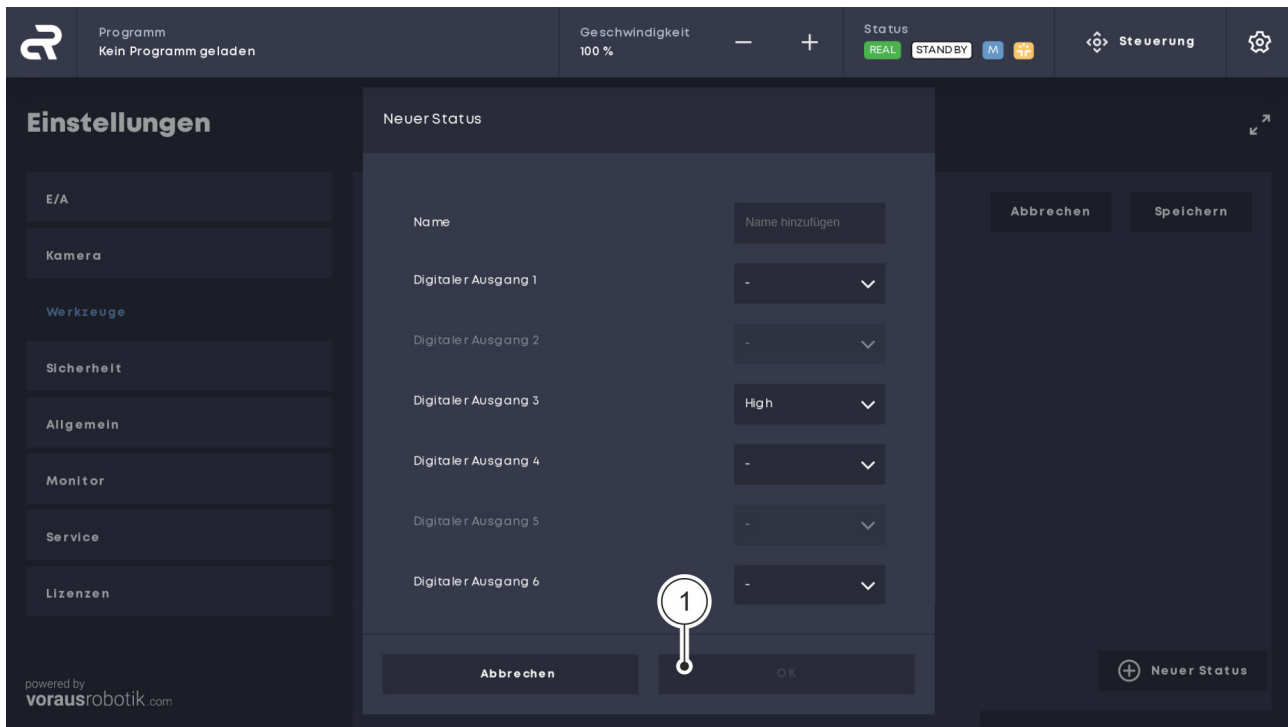 Programm
Kein Programm geladen
Geschwindigkeit
100 %
Status
REAL STANDBY M
Steuerung
Einstellungen
Neuer Status
E/A
Kamera
Werkzeuge
Sicherheit
Allgemein
Monitor
Service
Lizenzen
Name
Name hinzufügen
Digitaler Ausgang 1
-
Digitaler Ausgang 2
-
Digitaler Ausgang 3
High
Digitaler Ausgang 4
-
Digitaler Ausgang 5
-
Digitaler Ausgang 6
-
1
Abbrechen
OK
Abbrechen
Speichern
Neuer Status
powered by
vorausrobotik.com